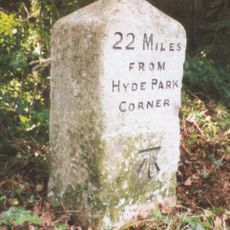 22 MILES
FROM
HYDE PARK
CORNER